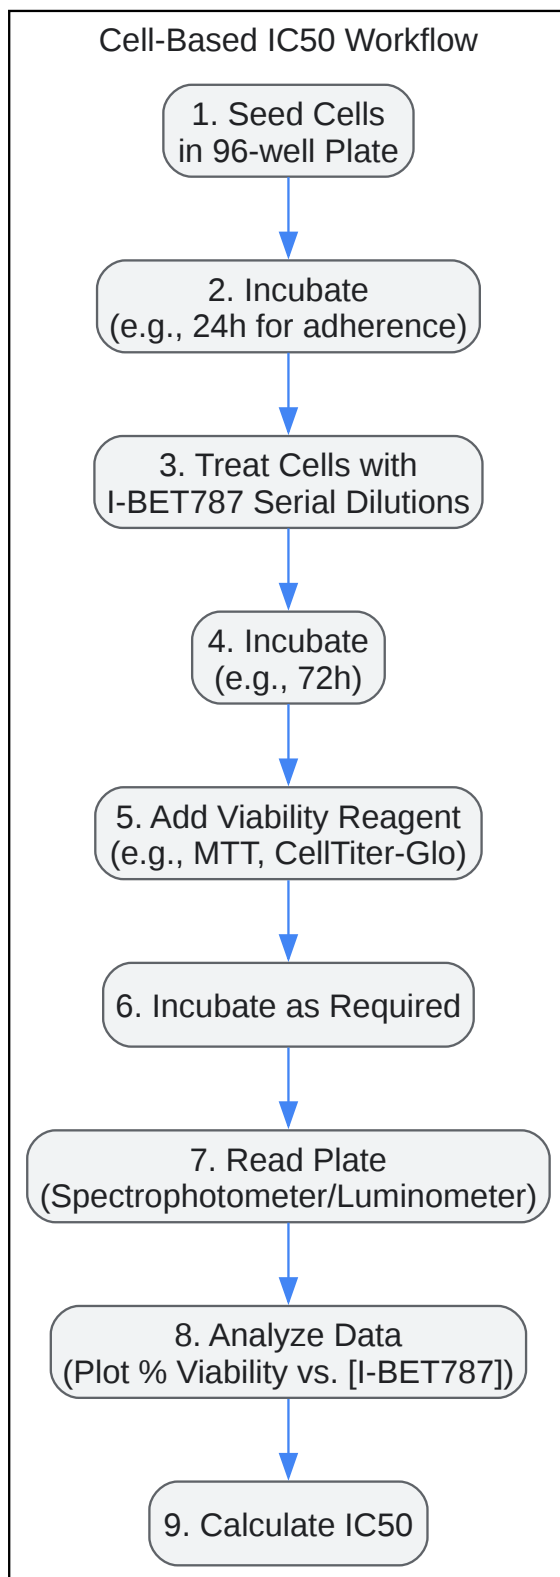 Cell-Based IC50 Workflow
1. Seed Cells
in 96-well Plate
2. Incubate
(e.g., 24h for adherence)
3. Treat Cells with
I-BET787 Serial Dilutions
4. Incubate
(e.g., 72h)
5. Add Viability Reagent
(e.g., MTT, CellTiter-Glo)
6. Incubate as Required
7. Read Plate
(Spectrophotometer/Luminometer)
8. Analyze Data
(Plot % Viability vs. [I-BET787])
9. Calculate IC50